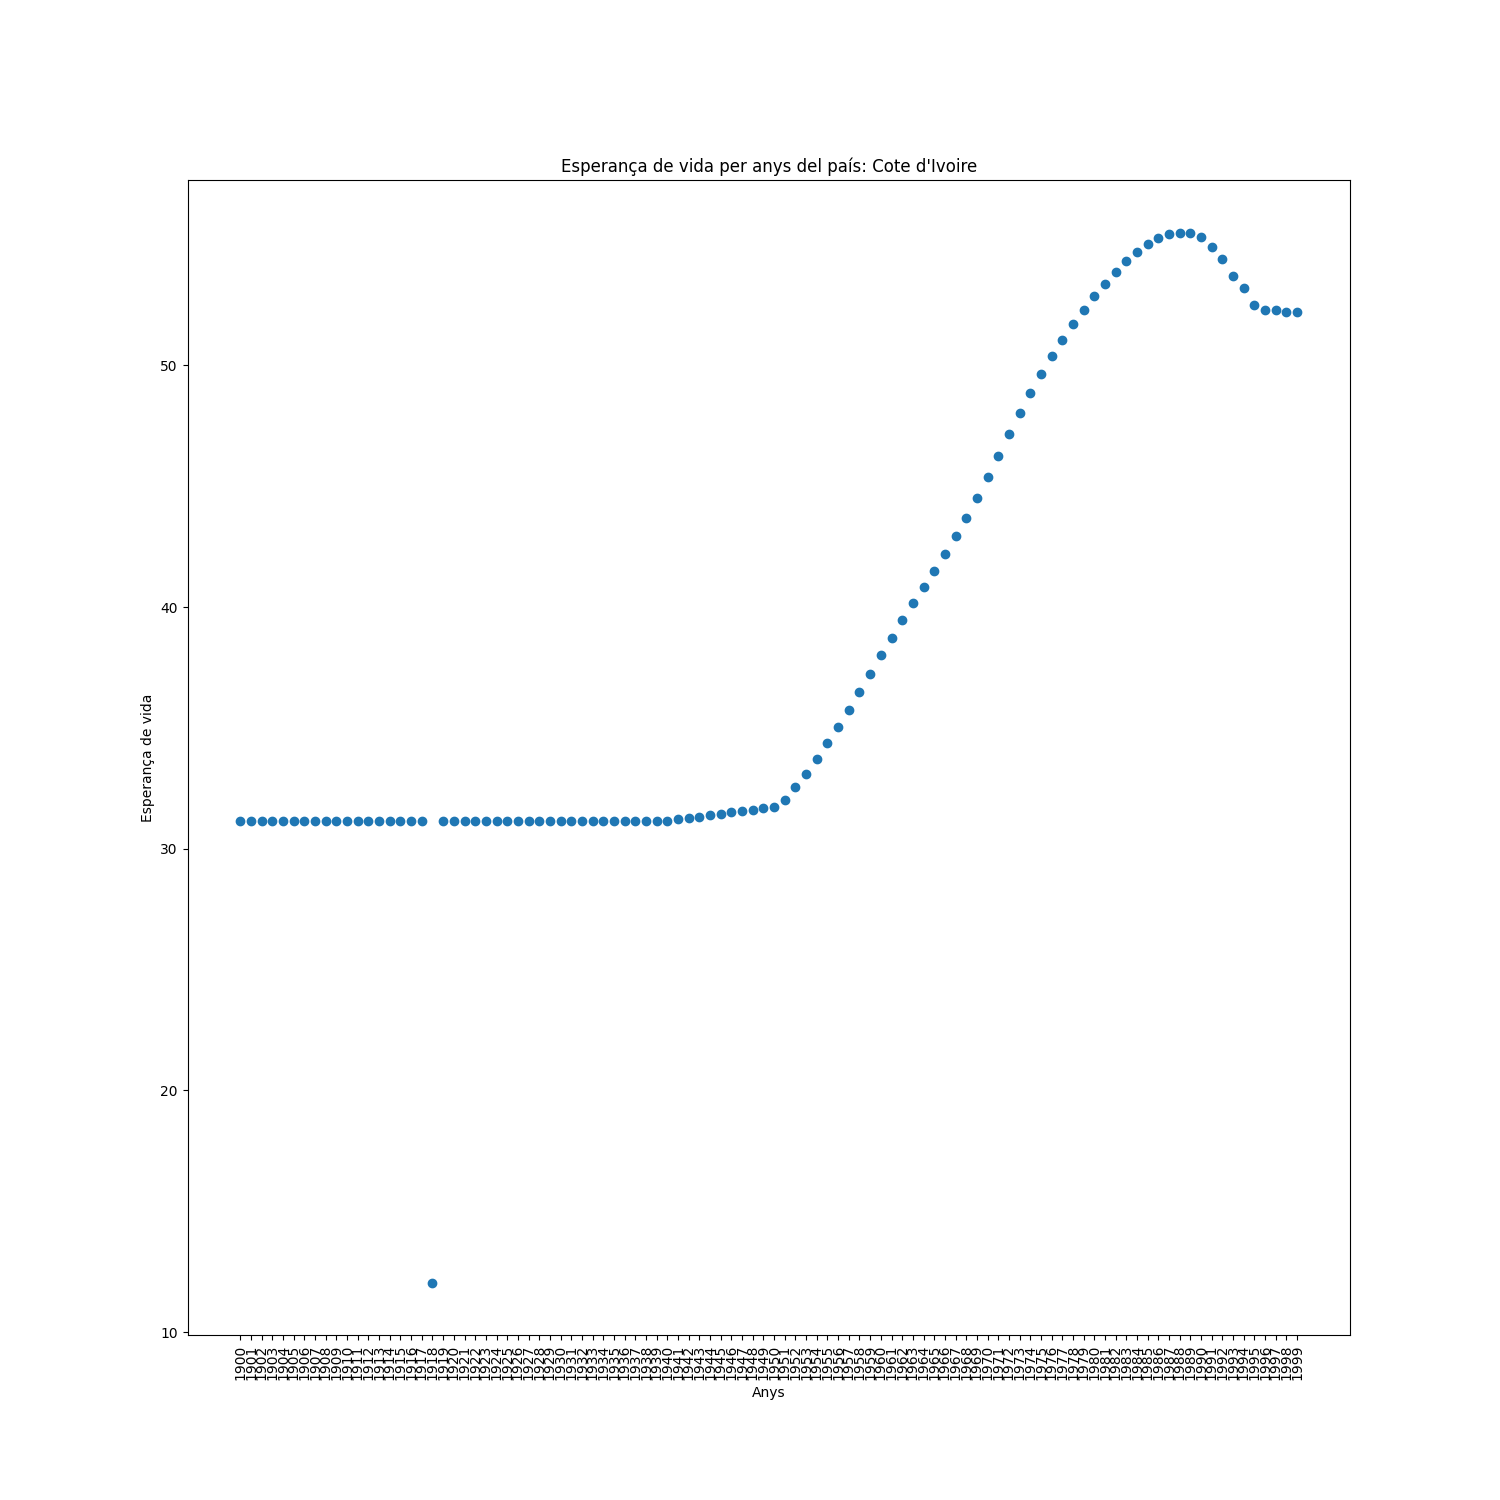 Esperança de vida per anys del país: Cote d'Ivoire
Esperança de vida
50
40
30
20
10
1900 1901 1902 1903 1904 1905 1906 1907 1908 1909 1910 1911 1912 1913 1914 1915 1916 1917 1918 1919 1920 1921 1922 1923 1924 1925 1926 1927 1928 1929 1930 1931 1932 1933 1934 1935 1936 1937 1938 1939 1940 1941 1942 1943 1944 1945 1946 1947 1948 1949 1950 1951 1952 1953 1954 1955 1956 1957 1958 1959 1960 1961 1962 1963 1964 1965 1966 1967 1968 1969 1970 1971 1972 1973 1974 1975 1976 1977 1978 1979 1980 1981 1982 1983 1984 1985 1986 1987 1988 1989 1990 1991 1992 1993 1994 1995 1996 1997 1998 1999
Anys